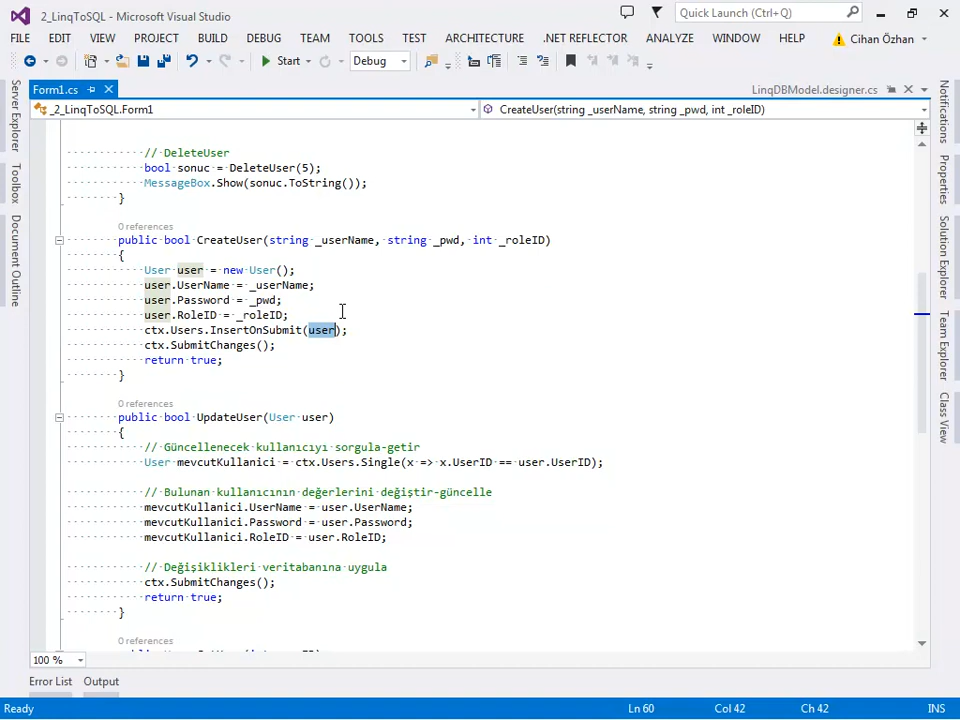 2_LinqToSQL - Microsoft Visual Studio
Quick Launch (Ctrl+Q)
FILE EDIT VIEW PROJECT BUILD DEBUG TEAM TOOLS TEST ARCHITECTURE .NET REFLECTOR ANALYZE WINDOW HELP Cihan Özhan
Start Debug
Form1.cs LinqDBModel.designer.cs
_2_LinqToSQL.Form1 CreateUser(string _userName, string _pwd, int _roleID)
Server Explorer
Toolbox
Document Outline
// DeleteUser
bool sonuc = DeleteUser(5);
MessageBox.Show(sonuc.ToString());
}
0 references
public bool CreateUser(string _userName, string _pwd, int _roleID)
{
User user = new User();
user.UserName = _userName;
user.Password = _pwd;
user.RoleID = _roleID;
ctx.Users.InsertOnSubmit(user);
ctx.SubmitChanges();
return true;
}
0 references
public bool UpdateUser(User user)
{
// Güncellenecek kullanıcıyı sorgula-getir
User mevcutKullanici = ctx.Users.Single(x => x.UserID == user.UserID);
// Bulunan kullanıcının değerlerini değiştir-güncelle
mevcutKullanici.UserName = user.UserName;
mevcutKullanici.Password = user.Password;
mevcutKullanici.RoleID = user.RoleID;
// Değişiklikleri veritabanına uygula
ctx.SubmitChanges();
return true;
}
0 references
Notifications
Properties
Solution Explorer
Team Explorer
Class View
100 %
Error List Output
Ready Ln 60 Col 42 Ch 42 INS